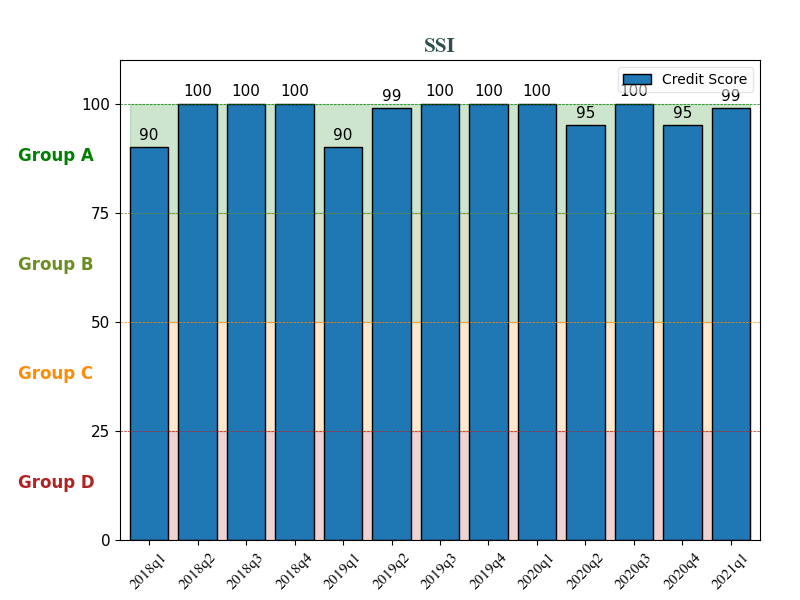 SSI
Credit Score
90 100 100 100 90 99 100 100 100 95 100 95 99
100
Group A
75
Group B
50
Group C
25
Group D
0
2018q1 2018q2 2018q3 2018q4 2019q1 2019q2 2019q3 2019q4 2020q1 2020q2 2020q3 2020q4 2021q1